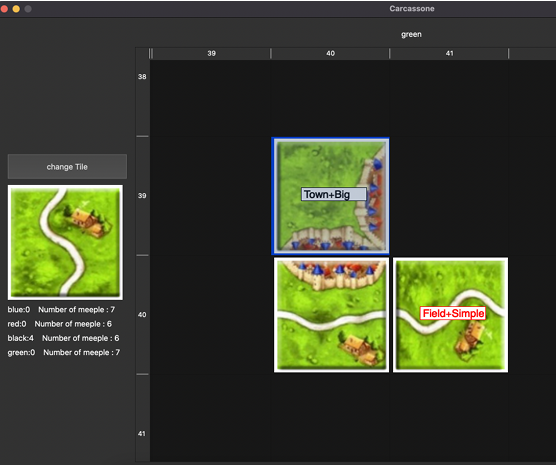 Carcassone
green
39 40 41
38
change Tile
39
Town+Big
blue:0 Number of meeple : 7
red:0 Number of meeple : 6
black:4 Number of meeple : 6
green:0 Number of meeple : 7
40
Field+Simple
41